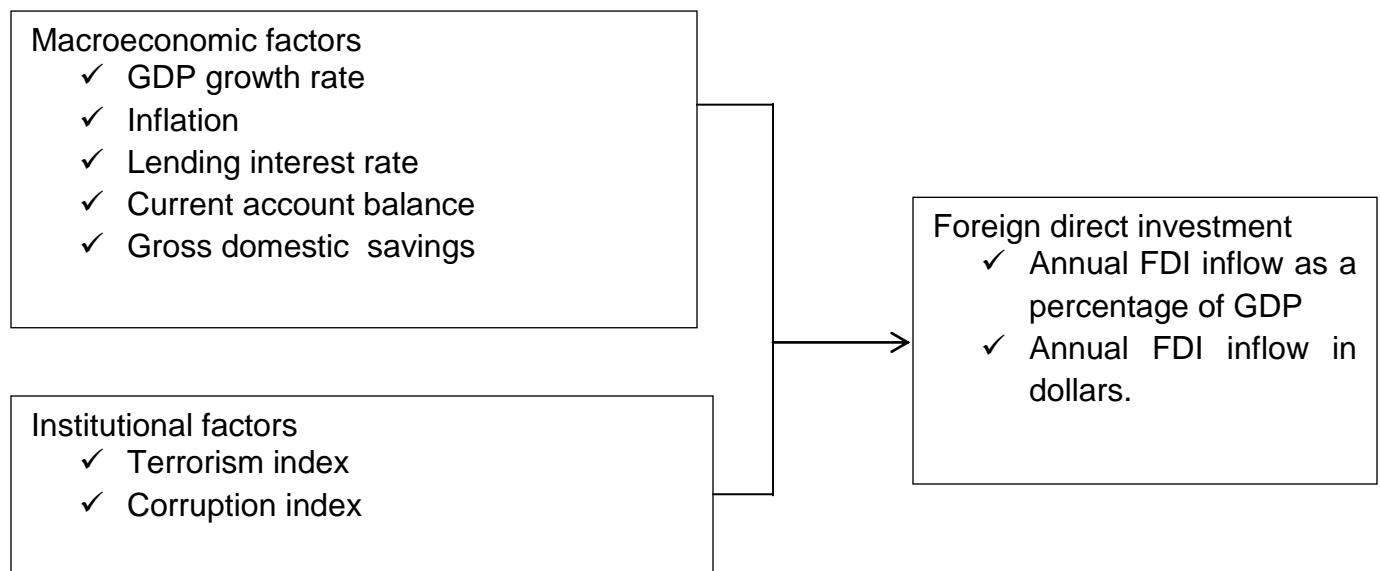 Macroeconomic factors
✓ GDP growth rate
✓ Inflation
✓ Lending interest rate
✓ Current account balance
✓ Gross domestic  savings
Foreign direct investment
✓ Annual FDI inflow as a
percentage of GDP
✓ Annual FDI inflow in
dollars.
Institutional factors
✓ Terrorism index
✓ Corruption index